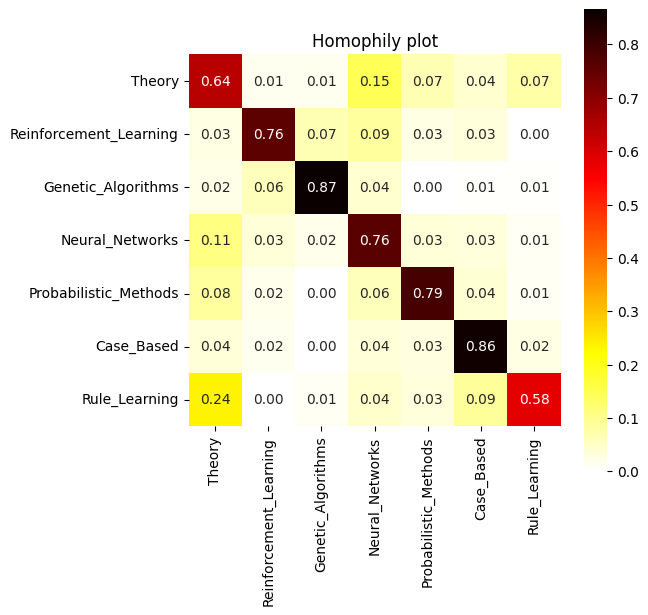 Homophily plot
Theory 0.64 0.01 0.01 0.15 0.07 0.04 0.07
Reinforcement_Learning 0.03 0.76 0.07 0.09 0.03 0.03 0.00
Genetic_Algorithms 0.02 0.06 0.87 0.04 0.00 0.01 0.01
Neural_Networks 0.11 0.03 0.02 0.76 0.03 0.03 0.01
Probabilistic_Methods 0.08 0.02 0.00 0.06 0.79 0.04 0.01
Case_Based 0.04 0.02 0.00 0.04 0.03 0.86 0.02
Rule_Learning 0.24 0.00 0.01 0.04 0.03 0.09 0.58
Theory
Reinforcement_Learning
Genetic_Algorithms
Neural_Networks
Probabilistic_Methods
Case_Based
Rule_Learning
0.8
0.7
0.6
0.5
0.4
0.3
0.2
0.1
0.0